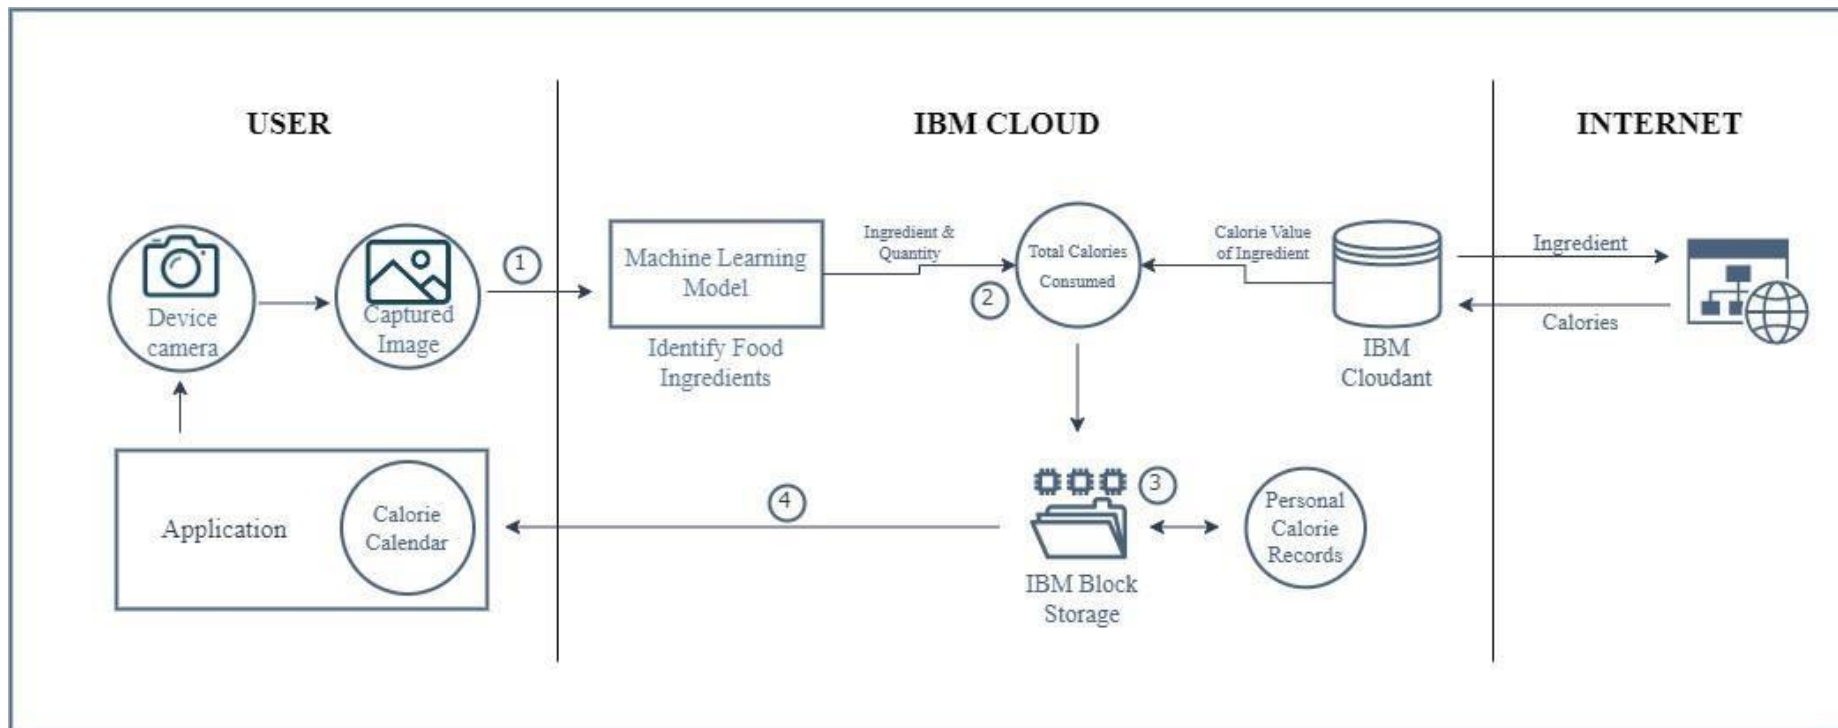 USER
IBM CLOUD
INTERNET
Device
camera
Captured
Image
1
Machine Learning
Model
Identify Food
Ingredients
Ingredient &
Quantity
2
Total Calories
Consumed
Calorie Value
of Ingredient
IBM
Cloudant
Ingredient
Calories
Application
Calorie
Calendar
4
3
IBM Block
Storage
Personal
Calorie
Records